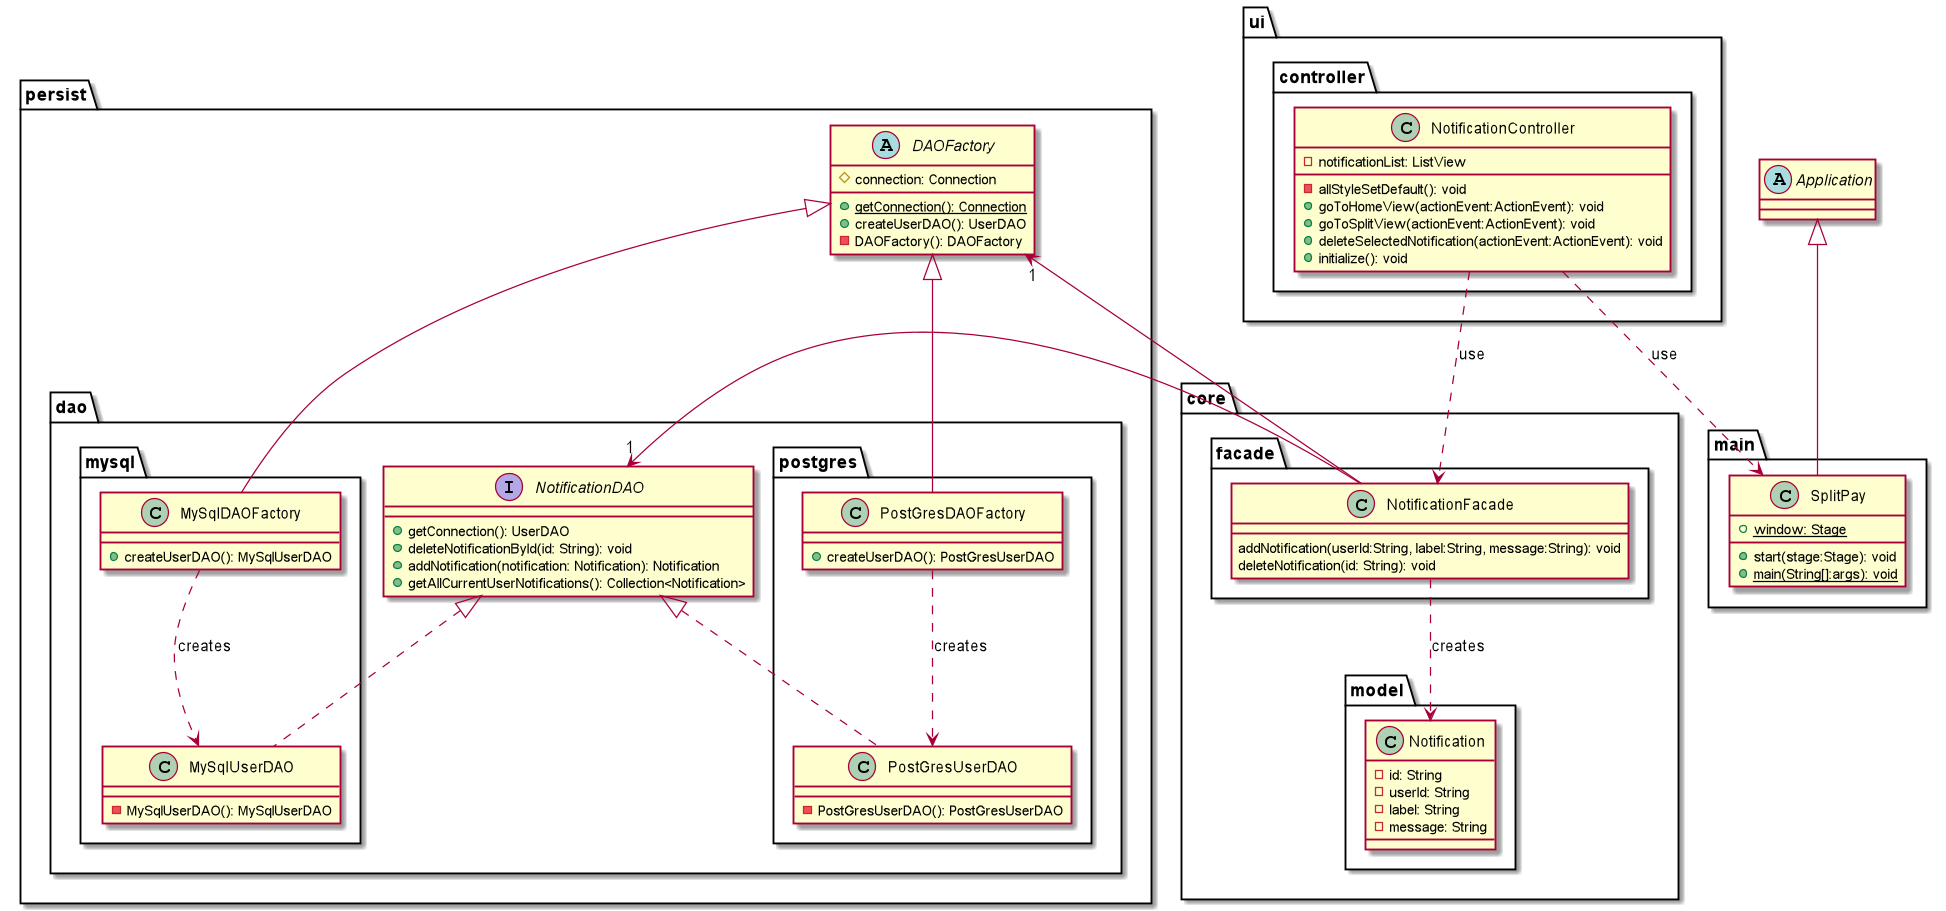 persist
A DAOFactory
connection: Connection
getConnection(): Connection
createUserDAO(): UserDAO
DAOFactory(): DAOFactory
1
dao
mysql
C MySqlDAOFactory
createUserDAO(): MySqlUserDAO
creates
C MySqlUserDAO
MySqlUserDAO(): MySqlUserDAO
1
I NotificationDAO
getConnection(): UserDAO
deleteNotificationById(id: String): void
addNotification(notification: Notification): Notification
getAllCurrentUserNotifications(): Collection<Notification>
postgres
C PostGresDAOFactory
createUserDAO(): PostGresUserDAO
creates
C PostGresUserDAO
PostGresUserDAO(): PostGresUserDAO
ui
controller
C NotificationController
notificationList: ListView
allStyleSetDefault(): void
goToHomeView(actionEvent:ActionEvent): void
goToSplitView(actionEvent:ActionEvent): void
deleteSelectedNotification(actionEvent:ActionEvent): void
initialize(): void
use
use
core
facade
C NotificationFacade
addNotification(userId:String, label:String, message:String): void
deleteNotification(id: String): void
creates
model
C Notification
id: String
userId: String
label: String
message: String
A Application
main
C SplitPay
window: Stage
start(stage:Stage): void
main(String[]:args): void